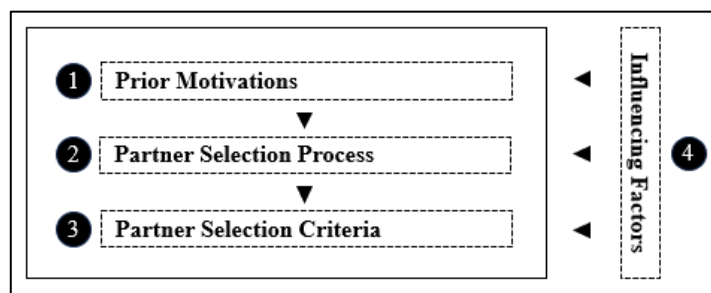 1 Prior Motivations
2 Partner Selection Process
3 Partner Selection Criteria
Influencing Factors
4